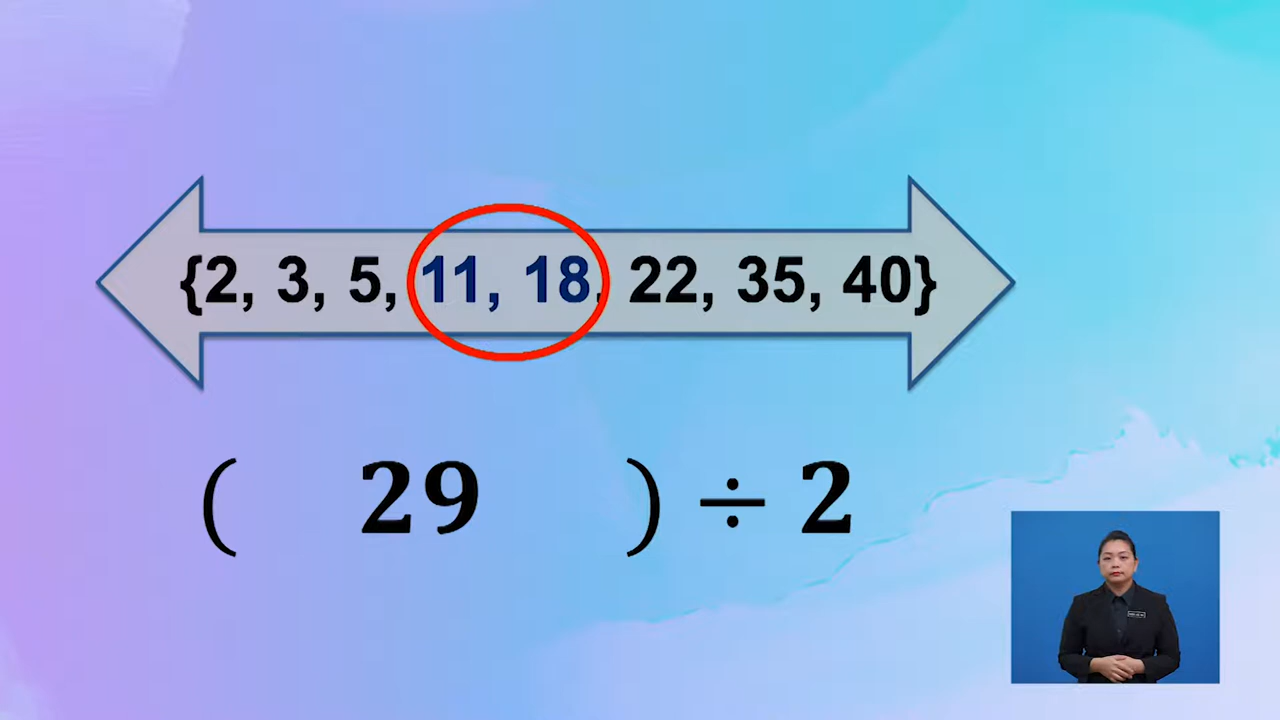 {2, 3, 5, 11, 18, 22, 35, 40}
( 29 ) ÷ 2